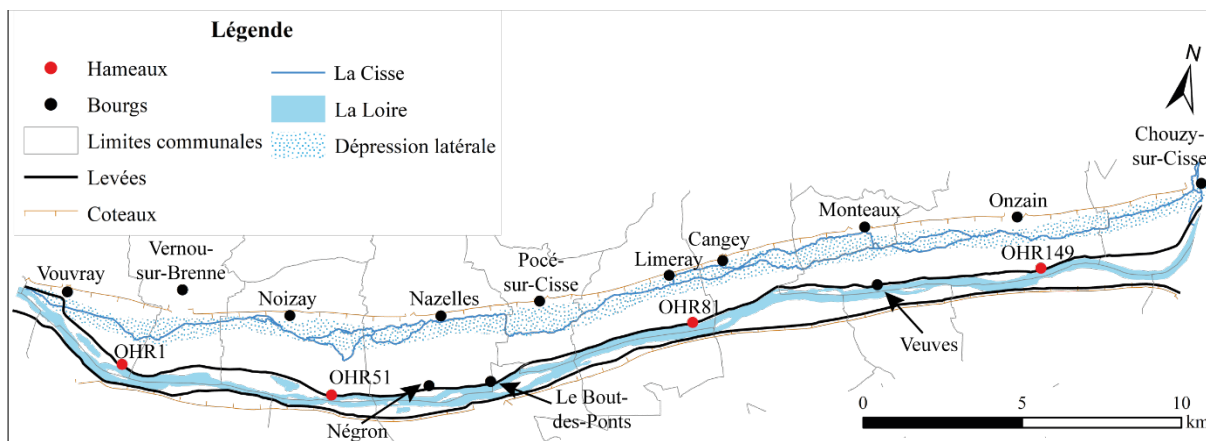 Légende
Hameaux
Bourgs
Limites communales
Levées
Coteaux
La Cisse
La Loire
Dépression latérale
N
Chouzy-
sur-Cisse
Onzain
Monteaux
Cangey
Limeray
Pocé-
sur-Cisse
Nazelles
Noizay
Vernou-
sur-Brenne
Vouvray
OHR149
OHR81
OHR1
OHR51
Veuves
Le Bout-
des-Ponts
Négron
0 5 10
km